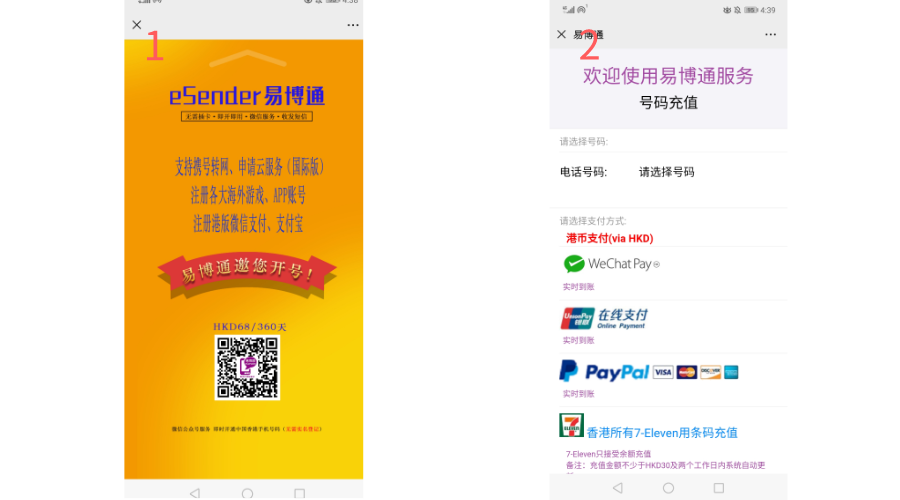 1
eSender易博通
无需插卡•即开即用•微信服务•收发短信
支持携号转网、申请云服务（国际版）
注册各大海外游戏、APP账号
注册港版微信支付、支付宝
易博通邀您开号！
HKD68/360天
微信公众号服务 即时开通中国香港手机号码（无需实名登记）
4:39
易博通
2
欢迎使用易博通服务
号码充值
请选择号码:
电话号码: 请选择号码
请选择支付方式:
港币支付(via HKD)
WeChat Pay
实时到账
UnionPay 银联 在线支付
Online Payment
实时到账
PayPal VISA MasterCard DISCOVER
实时到账
7 ELEVEN 香港所有7-Eleven用条码充值
7-Eleven只接受余额充值
备注：充值金额不少于HKD30及两个工作日内系统自动更